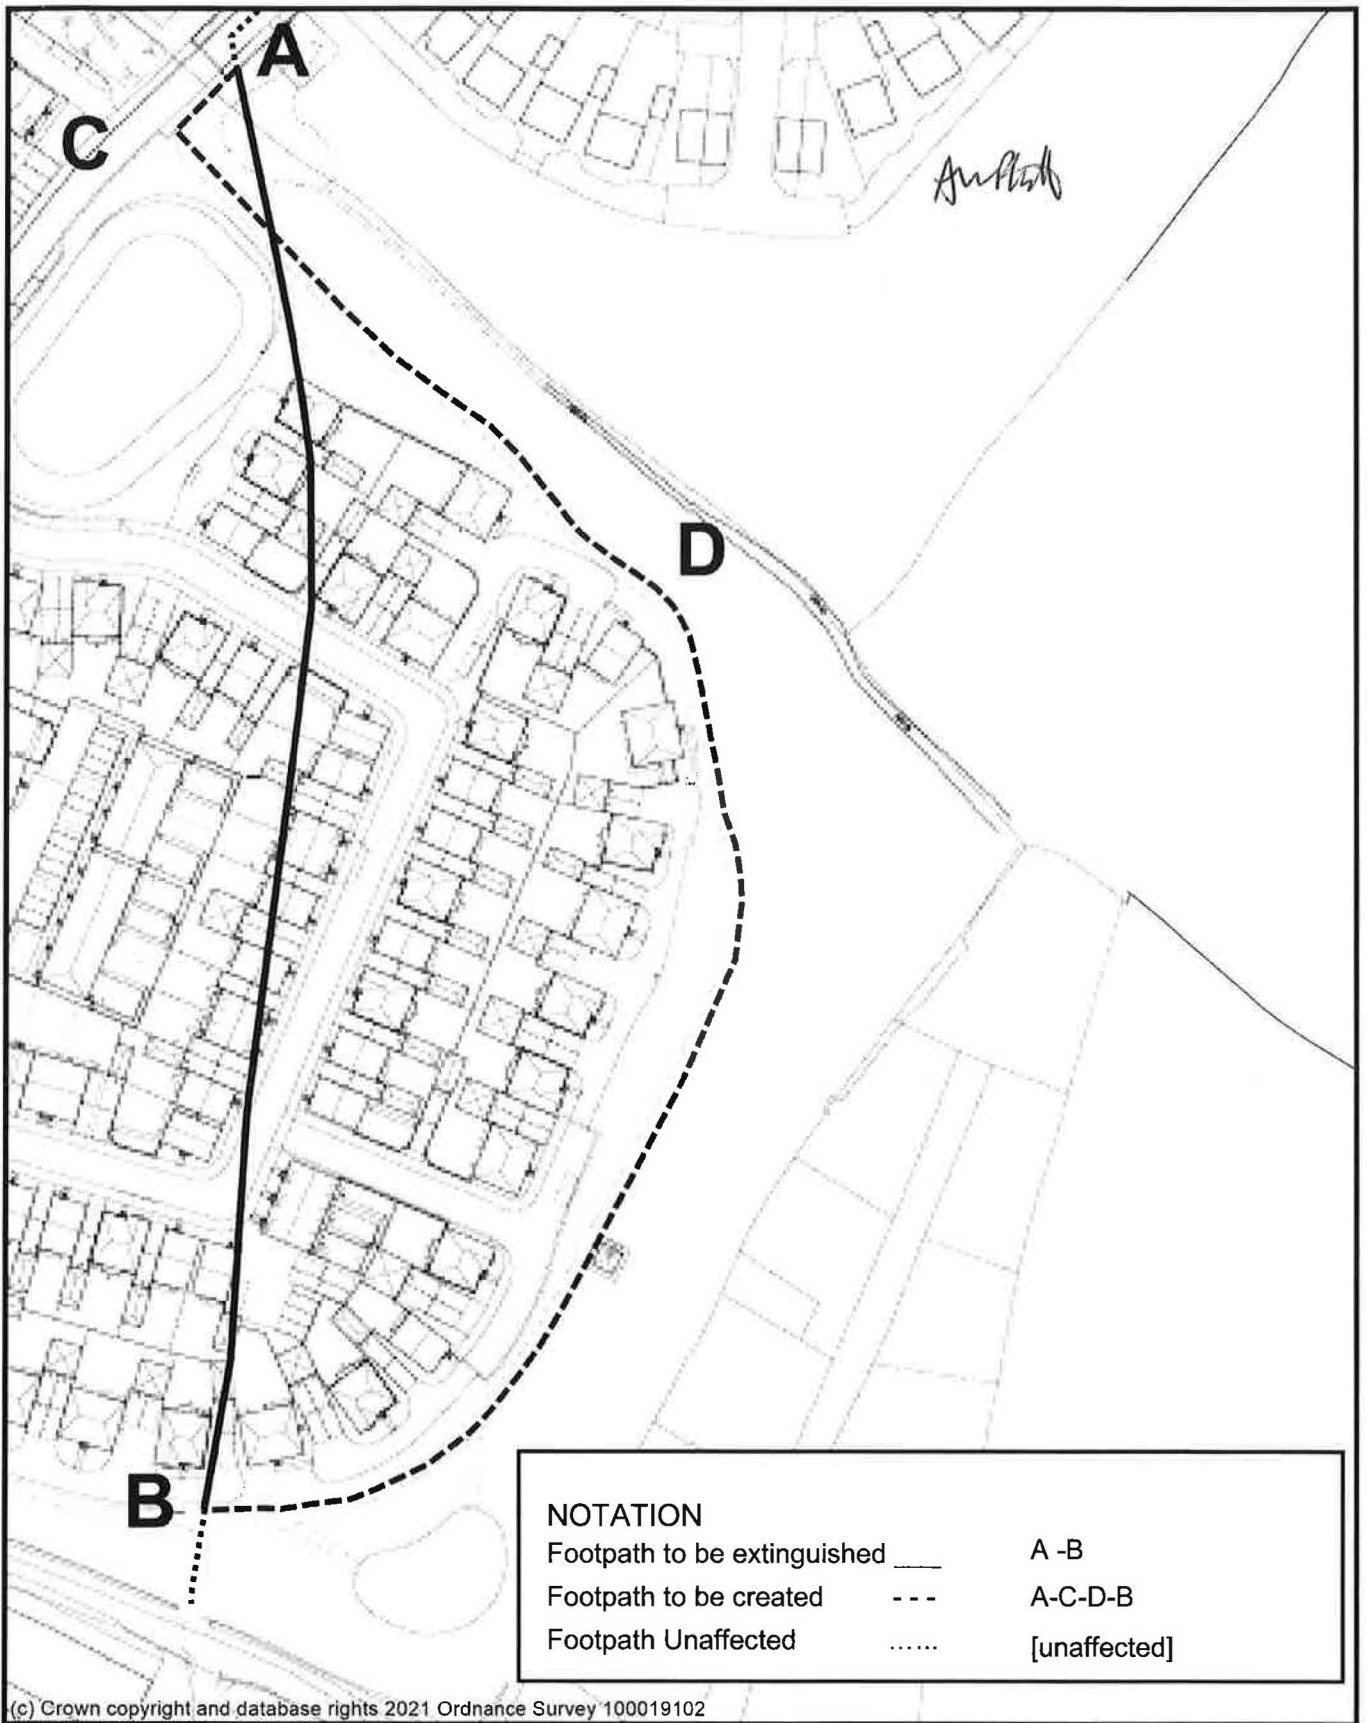 A
C
D
B
NOTATION
Footpath to be extinguished ___ A -B
Footpath to be created - - - A-C-D-B
Footpath Unaffected ...... [unaffected]
(c) Crown copyright and database rights 2021 Ordnance Survey 100019102